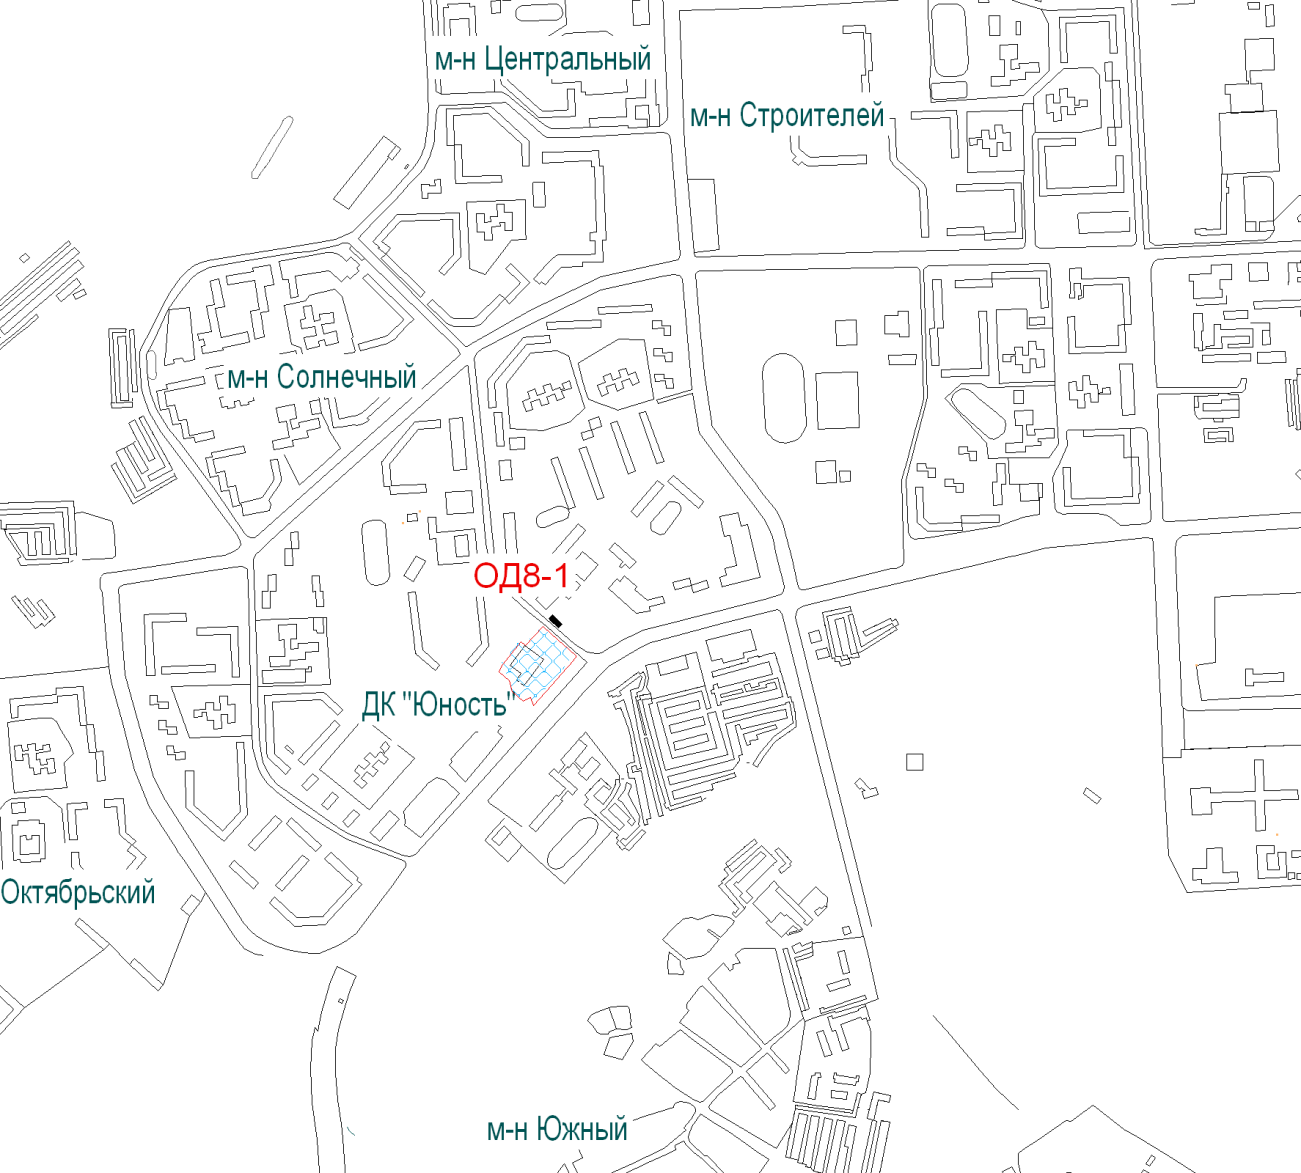 м-н Центральный
м-н Строителей
м-н Солнечный
ОД8-1
ДК "Юность"
Октябрьский
м-н Южный